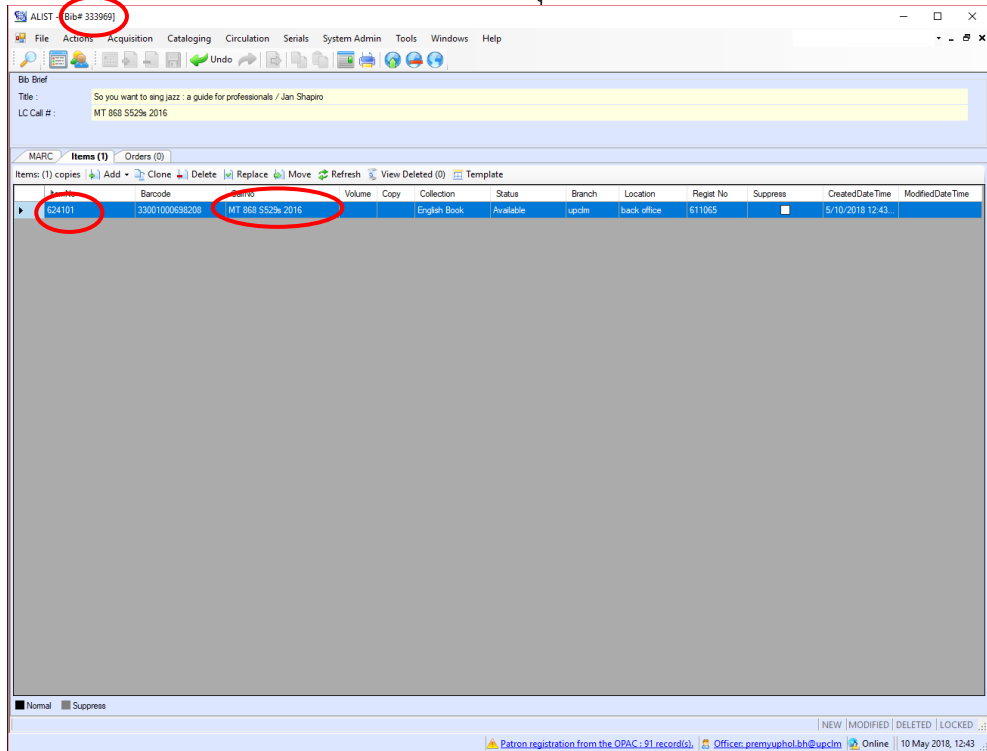 ALIST - [Bib# 333969]
File Actions Acquisition Cataloging Circulation Serials System Admin Tools Windows Help
Undo
Bib Brief
Title : So you want to sing jazz : a guide for professionals / Jan Shapiro
LC Call # : MT 868 S529s 2016
MARC Items (1) Orders (0)
Items: (1) copies Add Clone Delete Replace Move Refresh View Deleted (0) Template
ItemNo Barcode CallNo Volume Copy Collection Status Branch Location Regist No Suppress CreatedDateTime ModifiedDateTime
624101 33001000698208 MT 868 S529s 2016 English Book Available upclm back office 611065 5/10/2018 12:43...
Normal Suppress
NEW MODIFIED DELETED LOCKED
Patron registration from the OPAC : 91 record(s), Officer: premyuphol.bh@upclm Online 10 May 2018, 12:43